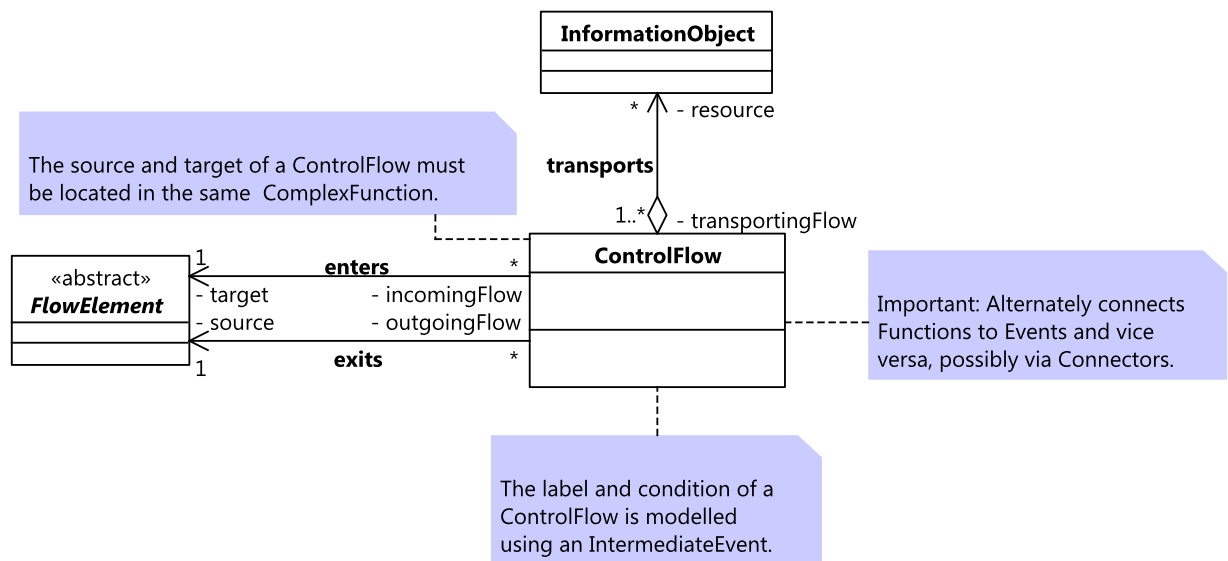 InformationObject
* - resource
The source and target of a ControlFlow must
be located in the same  ComplexFunction.
transports
1..* - transportingFlow
ControlFlow
1 enters *
«abstract»
FlowElement
- target - incomingFlow
- source - outgoingFlow
1 exits *
Important: Alternately connects
Functions to Events and vice
versa, possibly via Connectors.
The label and condition of a
ControlFlow is modelled
using an IntermediateEvent.